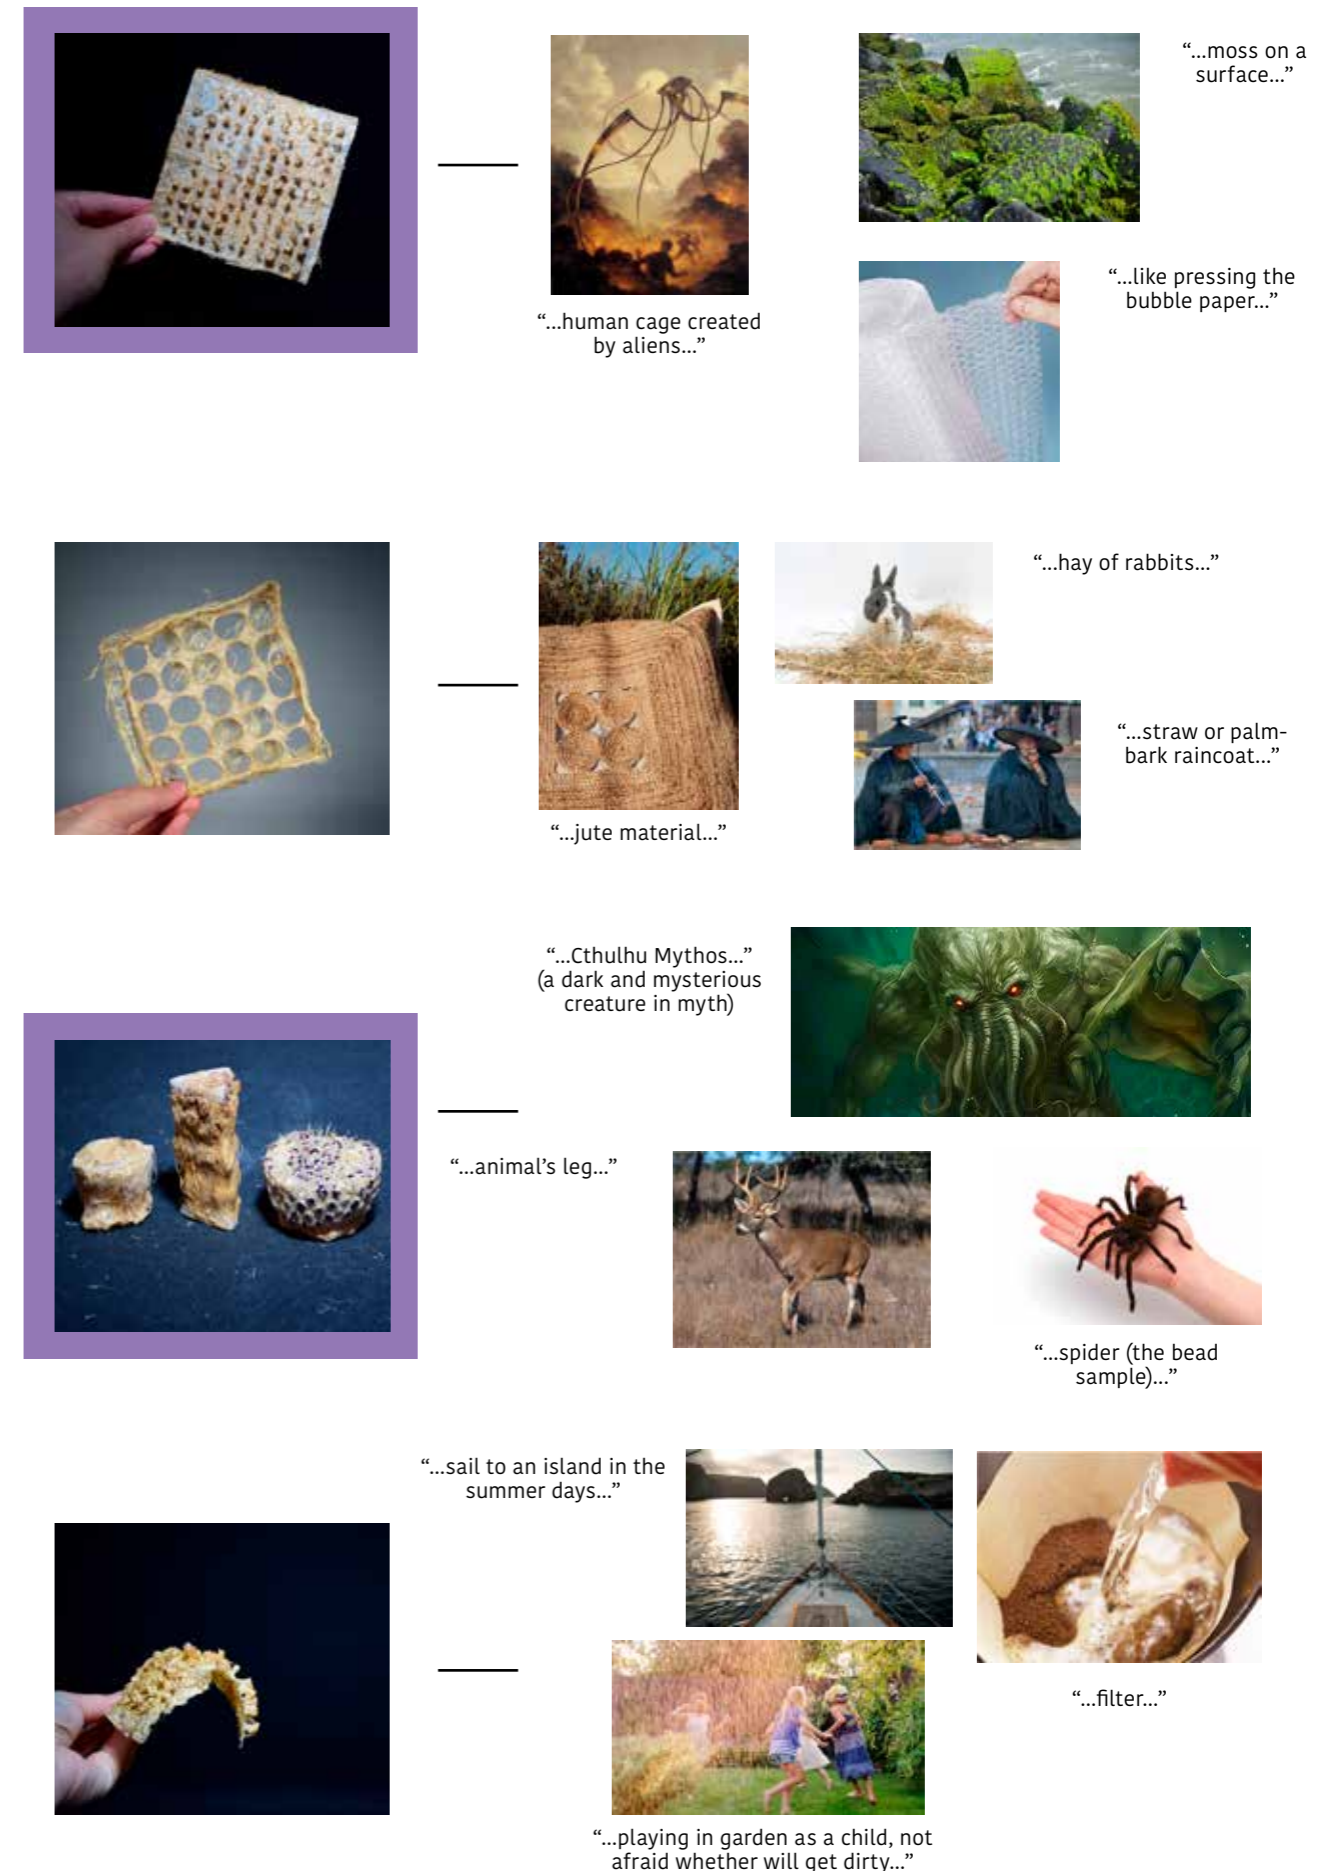 “...moss on a
surface...”
“...like pressing the
bubble paper...”
“...human cage created
by aliens...”
“...hay of rabbits...”
“...straw or palm-
bark raincoat...”
“...jute material...”
“...Cthulhu Mythos...”
(a dark and mysterious
creature in myth)
“...animal’s leg...”
“...spider (the bead
sample)...”
“...sail to an island in the
summer days...”
“...filter...”
“...playing in garden as a child, not
afraid whether will get dirty...”